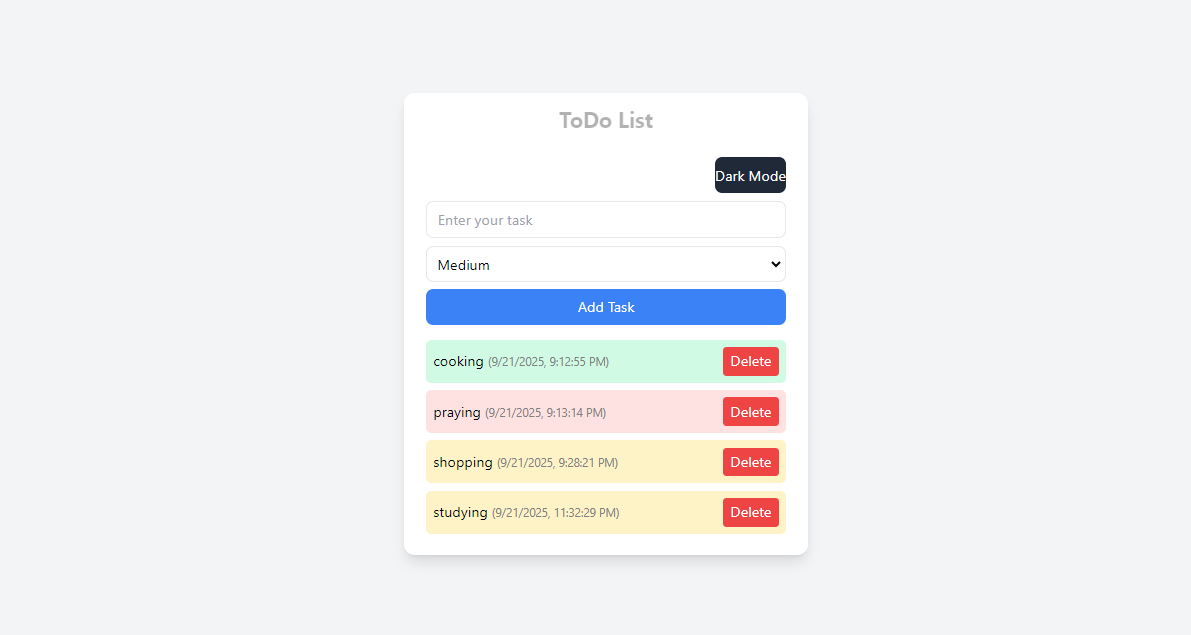 ToDo List
Dark Mode
Enter your task
Medium
Add Task
cooking (9/21/2025, 9:12:55 PM) Delete
praying (9/21/2025, 9:13:14 PM) Delete
shopping (9/21/2025, 9:28:21 PM) Delete
studying (9/21/2025, 11:32:29 PM) Delete